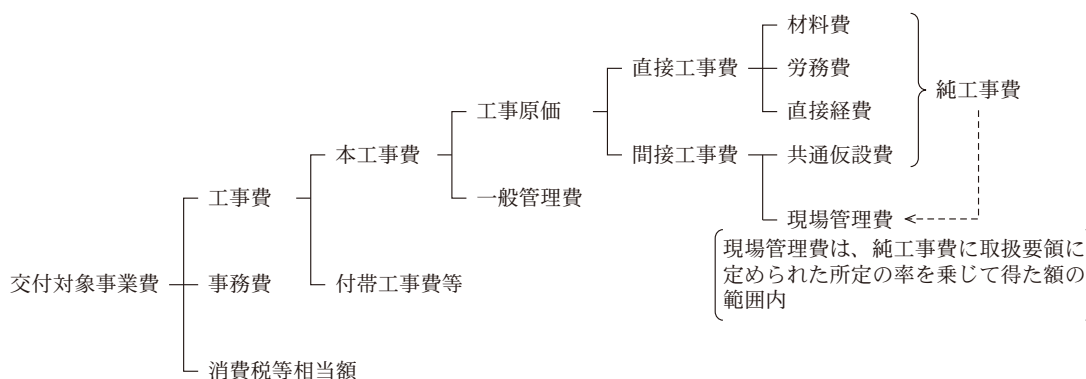 材料費
直接工事費
労務費
純工事費
工事原価
直接経費
本工事費
間接工事費
共通仮設費
工事費
一般管理費
現場管理費
現場管理費は、純工事費に取扱要領に
定められた所定の率を乗じて得た額の
範囲内
交付対象事業費
事務費
付帯工事費等
消費税等相当額